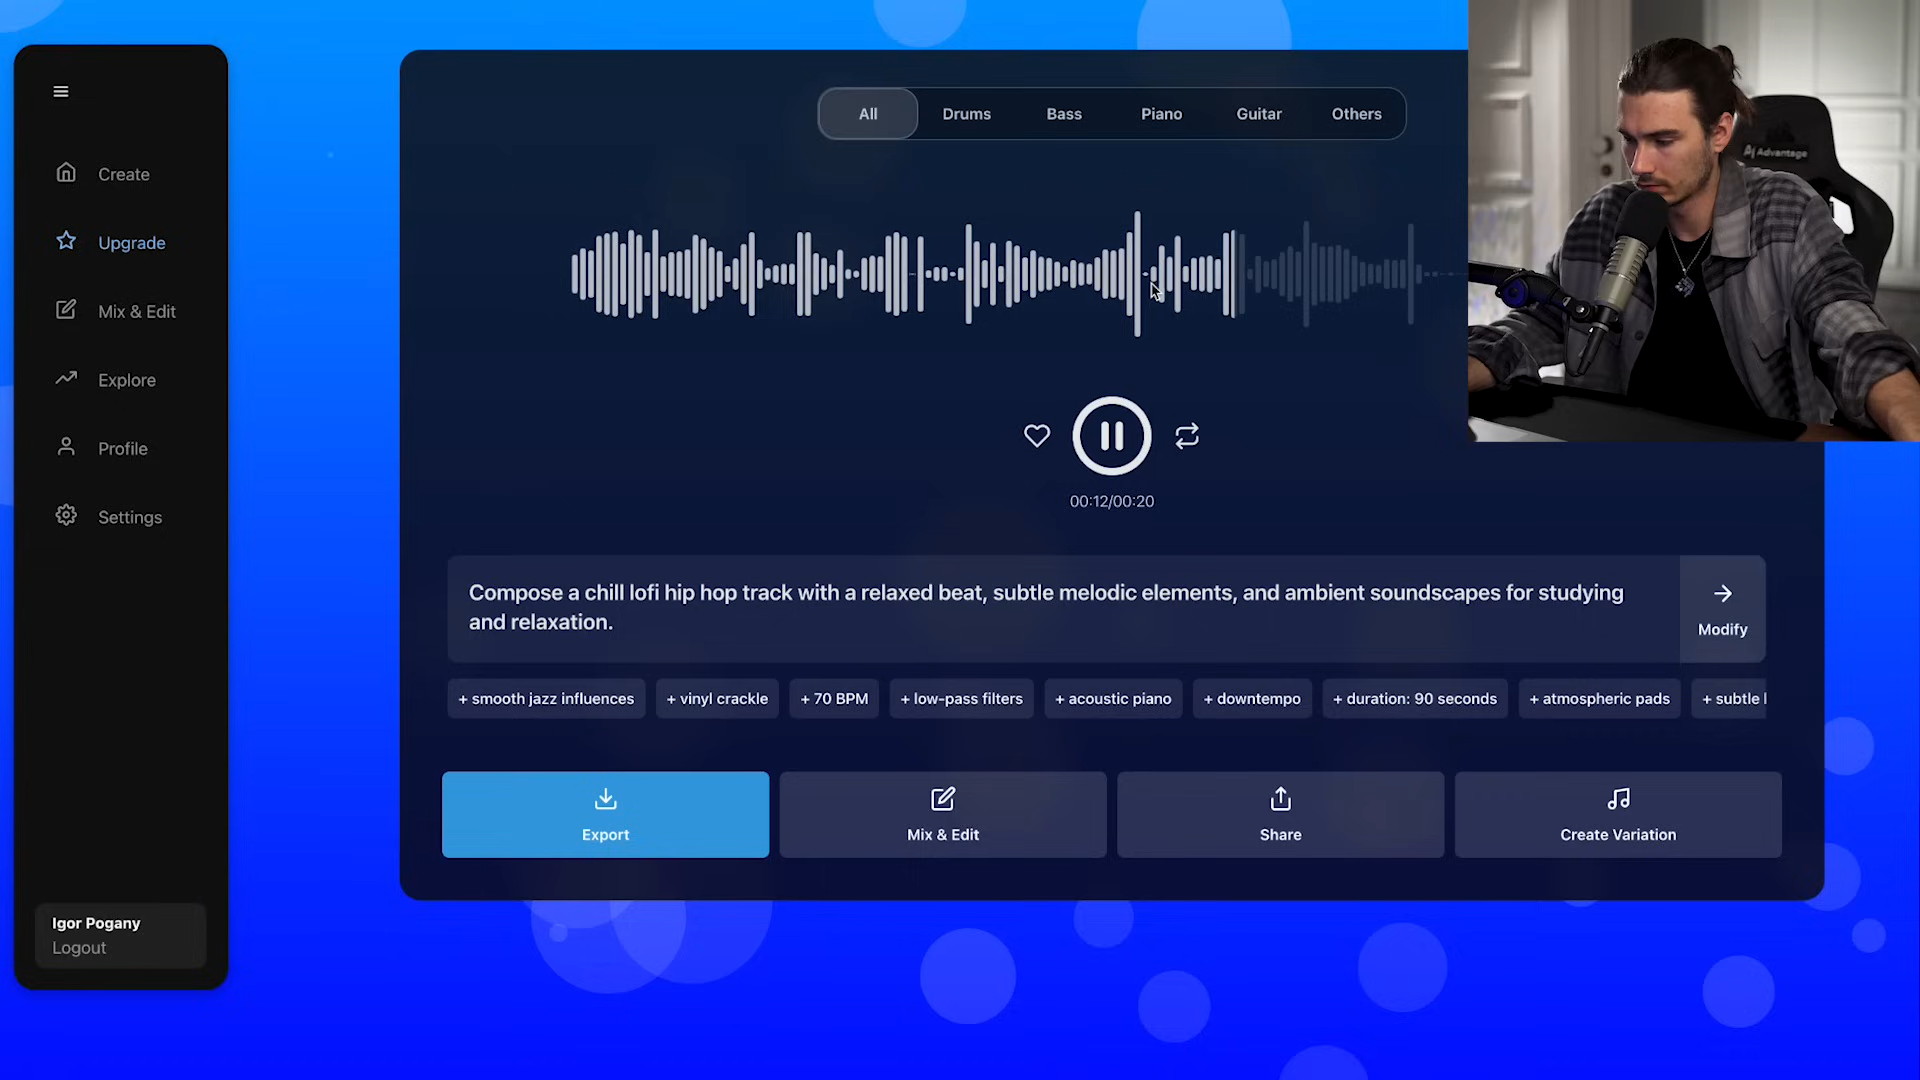 All
Drums
Bass
Piano
Guitar
Others
Advantage
Create
Upgrade
Mix & Edit
Explore
Profile
Settings
00:12/00:20
Compose a chill lofi hip hop track with a relaxed beat, subtle melodic elements, and ambient soundscapes for studying
and relaxation.
Modify
+ smooth jazz influences
+ vinyl crackle
+ 70 BPM
+ low-pass filters
+ acoustic piano
+ downtempo
+ duration: 90 seconds
+ atmospheric pads
+ subtle
Export
Mix & Edit
Share
Create Variation
Igor Pogany
Logout